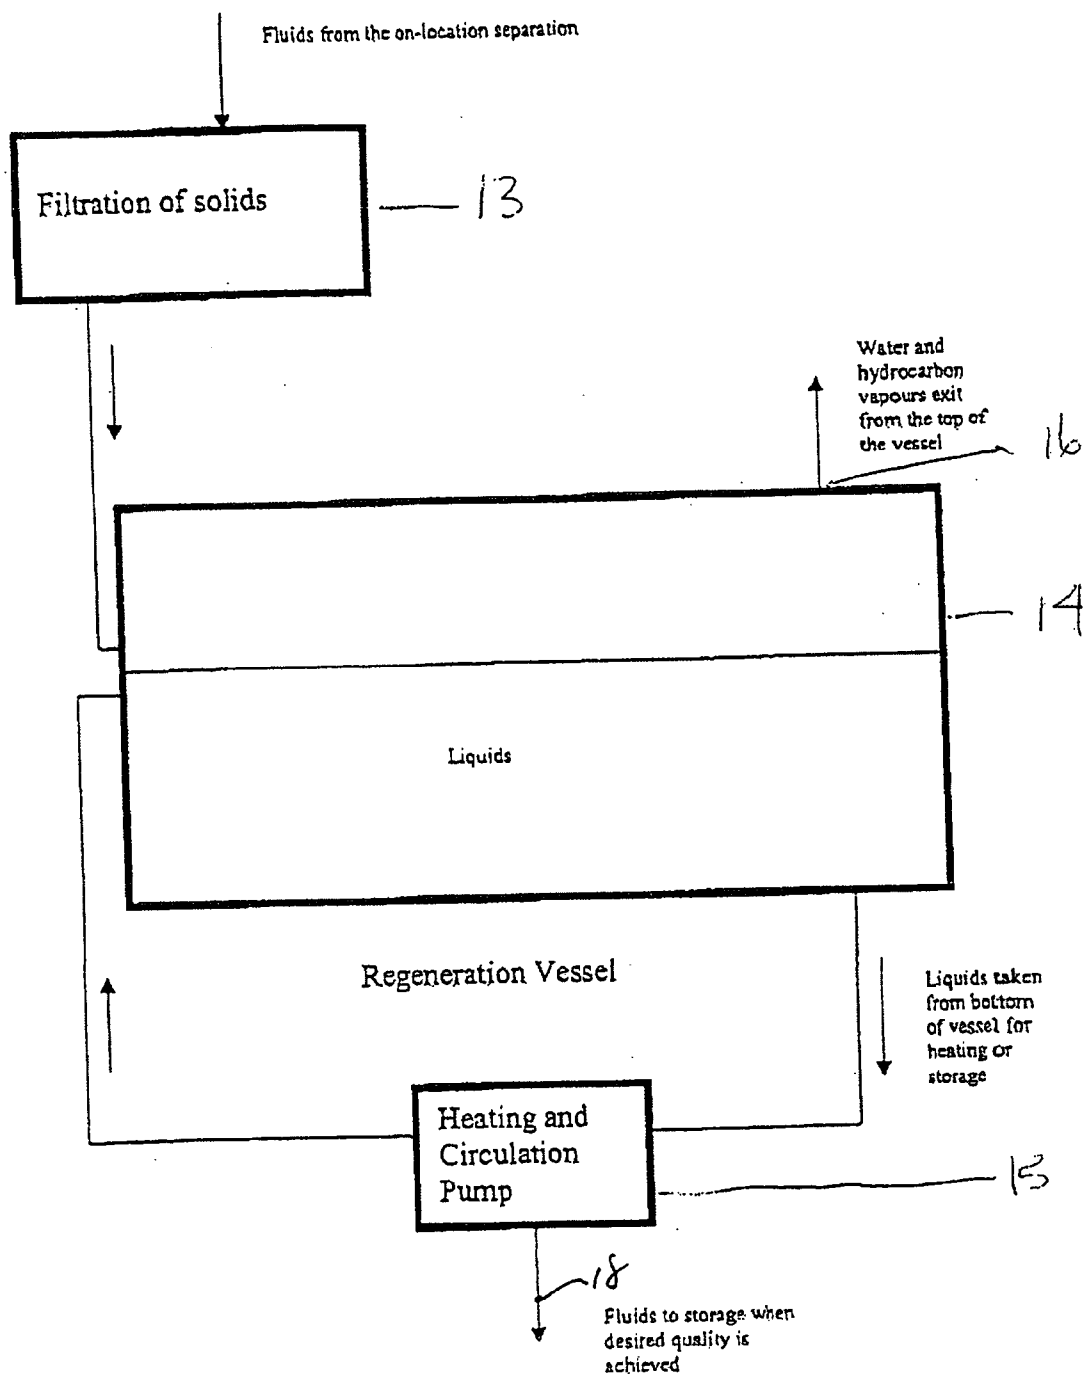 Fluids from the on-location separation
Filtration of solids
13
Water and
hydrocarbon
vapours exit
from the top of
the vessel
16
14
Liquids
Regeneration Vessel
Liquids taken
from bottom
of vessel for
heating or
storage
Heating and
Circulation
Pump
15
18
Fluids to storage when
desired quality is
achieved